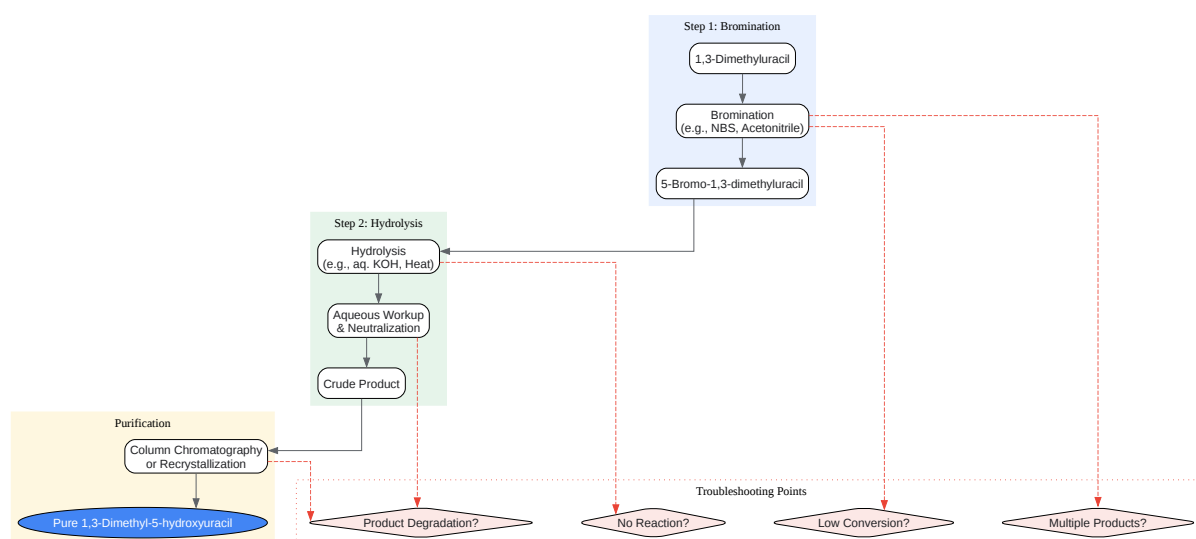 Step 1: Bromination
1,3-Dimethyluracil
Bromination
(e.g., NBS, Acetonitrile)
5-Bromo-1,3-dimethyluracil
Step 2: Hydrolysis
Hydrolysis
(e.g., aq. KOH, Heat)
Aqueous Workup
& Neutralization
Crude Product
Purification
Column Chromatography
or Recrystallization
Pure 1,3-Dimethyl-5-hydroxyuracil
Troubleshooting Points
Product Degradation?
No Reaction?
Low Conversion?
Multiple Products?